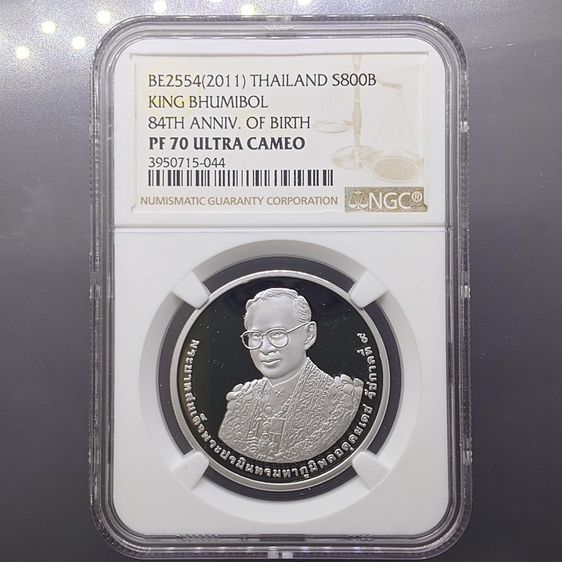 BE2554(2011) THAILAND S800B
KING BHUMIBOL
84TH ANNIV. OF BIRTH
PF 70 ULTRA CAMEO
3950715-044
NUMISMATIC GUARANTY CORPORATION
NGC®
พระบาทสมเด็จพระปรมินทรมหาภูมิพลอดุลยเดช รัชกาลที่ ๙